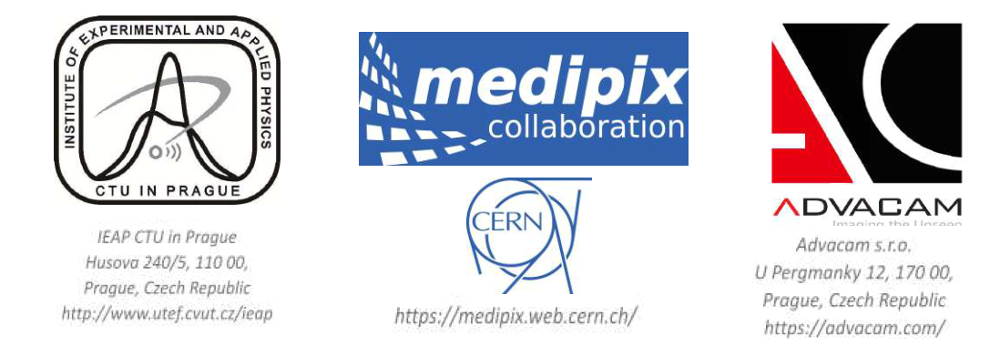 INSTITUTE OF EXPERIMENTAL AND APPLIED PHYSICS
CTU IN PRAGUE
IEAP CTU in Prague
Husova 240/5, 110 00,
Prague, Czech Republic
http://www.utef.cvut.cz/ieap
medipix
collaboration
CERN
https://medipix.web.cern.ch/
ADVACAM
Imaging the Unseen
Advacam s.r.o.
U Pergmanky 12, 170 00,
Prague, Czech Republic
https://advacam.com/